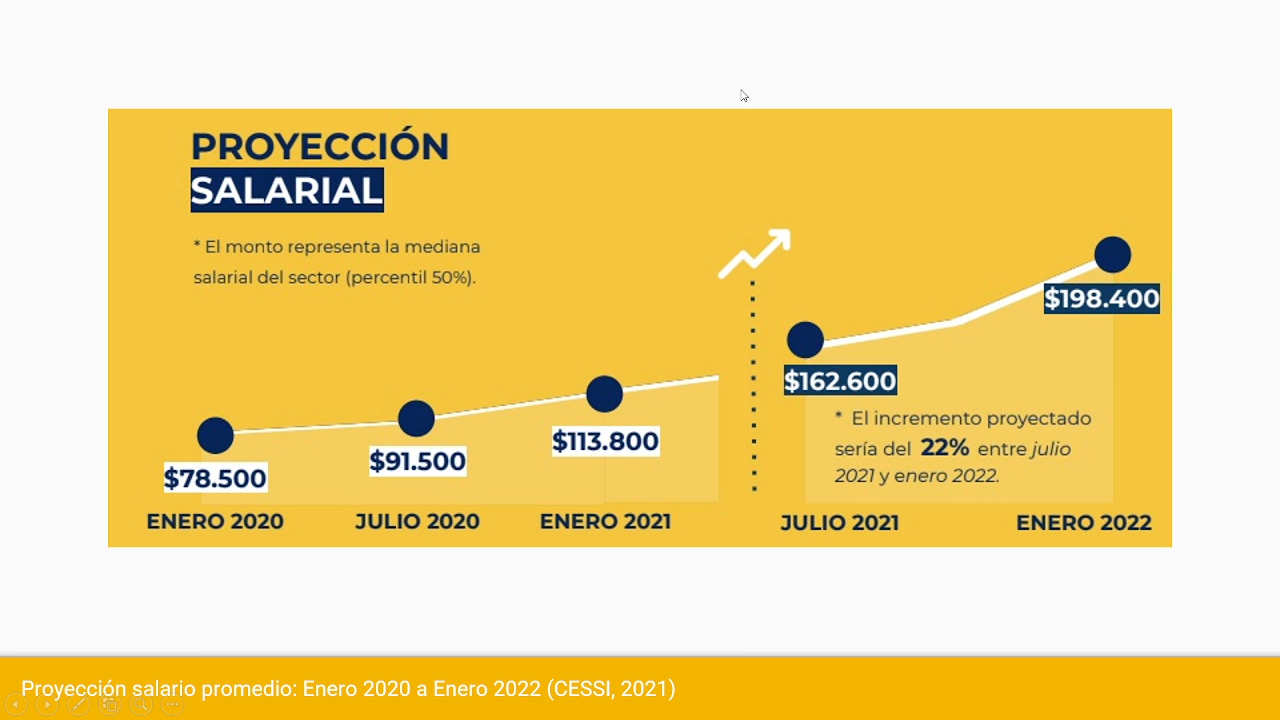 PROYECCIÓN
SALARIAL
* El monto representa la mediana
salarial del sector (percentil 50%).
$198.400
$162.600
* El incremento proyectado
sería del 22% entre julio
2021 y enero 2022.
$113.800
$91.500
$78.500
ENERO 2020 JULIO 2020 ENERO 2021 JULIO 2021 ENERO 2022
Proyección salario promedio: Enero 2020 a Enero 2022 (CESSI, 2021)